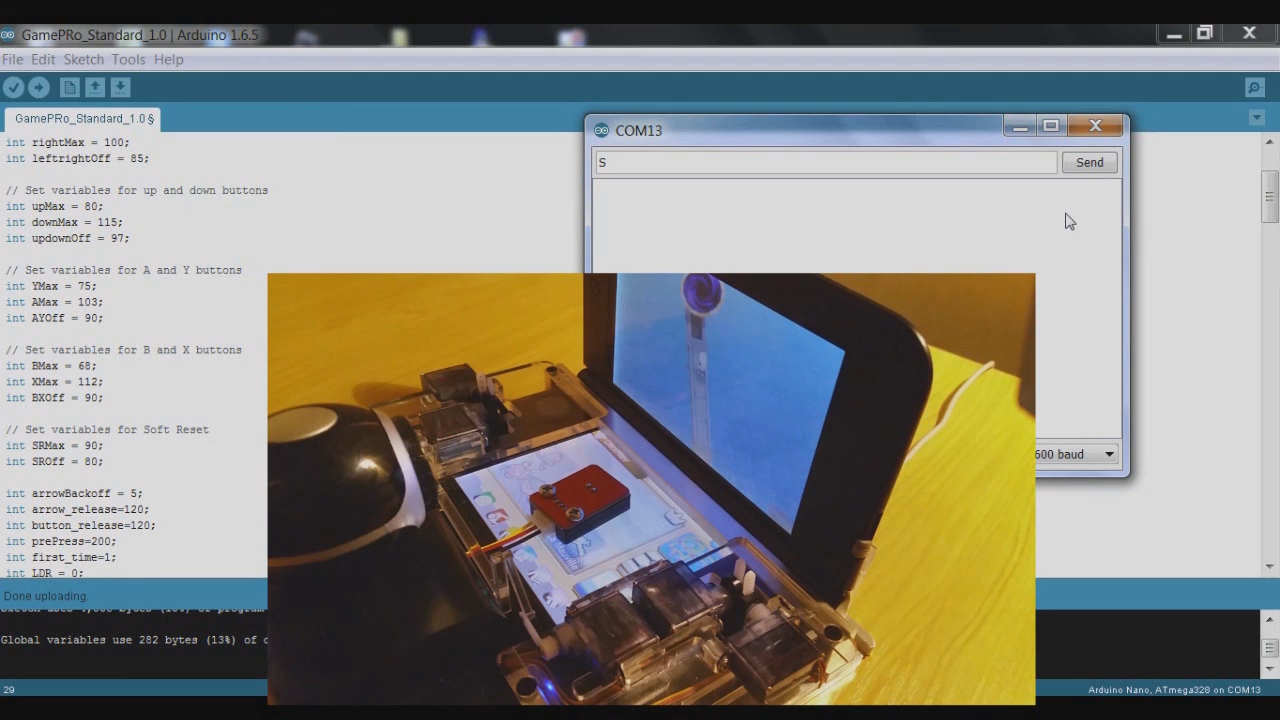 GamePRo_Standard_1.0 | Arduino 1.6.5
File Edit Sketch Tools Help
GamePRo_Standard_1.0 §
int rightMax = 100;
int leftrightOff = 85;
// Set variables for up and down buttons
int upMax = 80;
int downMax = 115;
int updownOff = 97;
// Set variables for A and Y buttons
int YMax = 75;
int AMax = 103;
int AYOff = 90;
// Set variables for B and X buttons
int BMax = 68;
int XMax = 112;
int BXOff = 90;
// Set variables for Soft Reset
int SRMax = 90;
int SROff = 80;
int arrowBackoff = 5;
int arrow_release=120;
int button_release=120;
int prePress=200;
int first_time=1;
int LDR = 0;
COM13
S
Send
600 baud
Done uploading.
Global variables use 282 bytes (13%) of
29
Arduino Nano, ATmega328 on COM13